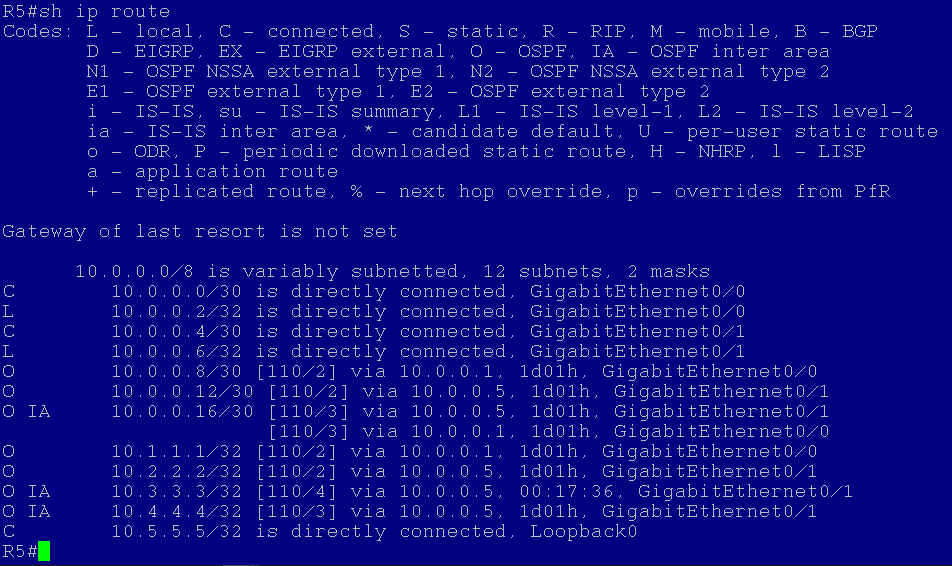 R5#sh ip route
Codes: L - local, C - connected, S - static, R - RIP, M - mobile, B - BGP
       D - EIGRP, EX - EIGRP external, O - OSPF, IA - OSPF inter area
       N1 - OSPF NSSA external type 1, N2 - OSPF NSSA external type 2
       E1 - OSPF external type 1, E2 - OSPF external type 2
       i - IS-IS, su - IS-IS summary, L1 - IS-IS level-1, L2 - IS-IS level-2
       ia - IS-IS inter area, * - candidate default, U - per-user static route
       o - ODR, P - periodic downloaded static route, H - NHRP, l - LISP
       a - application route
       + - replicated route, % - next hop override, p - overrides from PfR
Gateway of last resort is not set
      10.0.0.0/8 is variably subnetted, 12 subnets, 2 masks
C        10.0.0.0/30 is directly connected, GigabitEthernet0/0
L        10.0.0.2/32 is directly connected, GigabitEthernet0/0
C        10.0.0.4/30 is directly connected, GigabitEthernet0/1
L        10.0.0.6/32 is directly connected, GigabitEthernet0/1
O        10.0.0.8/30 [110/2] via 10.0.0.1, 1d01h, GigabitEthernet0/0
O        10.0.0.12/30 [110/2] via 10.0.0.5, 1d01h, GigabitEthernet0/1
O IA     10.0.0.16/30 [110/3] via 10.0.0.5, 1d01h, GigabitEthernet0/1
                      [110/3] via 10.0.0.1, 1d01h, GigabitEthernet0/0
O        10.1.1.1/32 [110/2] via 10.0.0.1, 1d01h, GigabitEthernet0/0
O        10.2.2.2/32 [110/2] via 10.0.0.5, 1d01h, GigabitEthernet0/1
O IA     10.3.3.3/32 [110/4] via 10.0.0.5, 00:17:36, GigabitEthernet0/1
O IA     10.4.4.4/32 [110/3] via 10.0.0.5, 1d01h, GigabitEthernet0/1
C        10.5.5.5/32 is directly connected, Loopback0
R5#